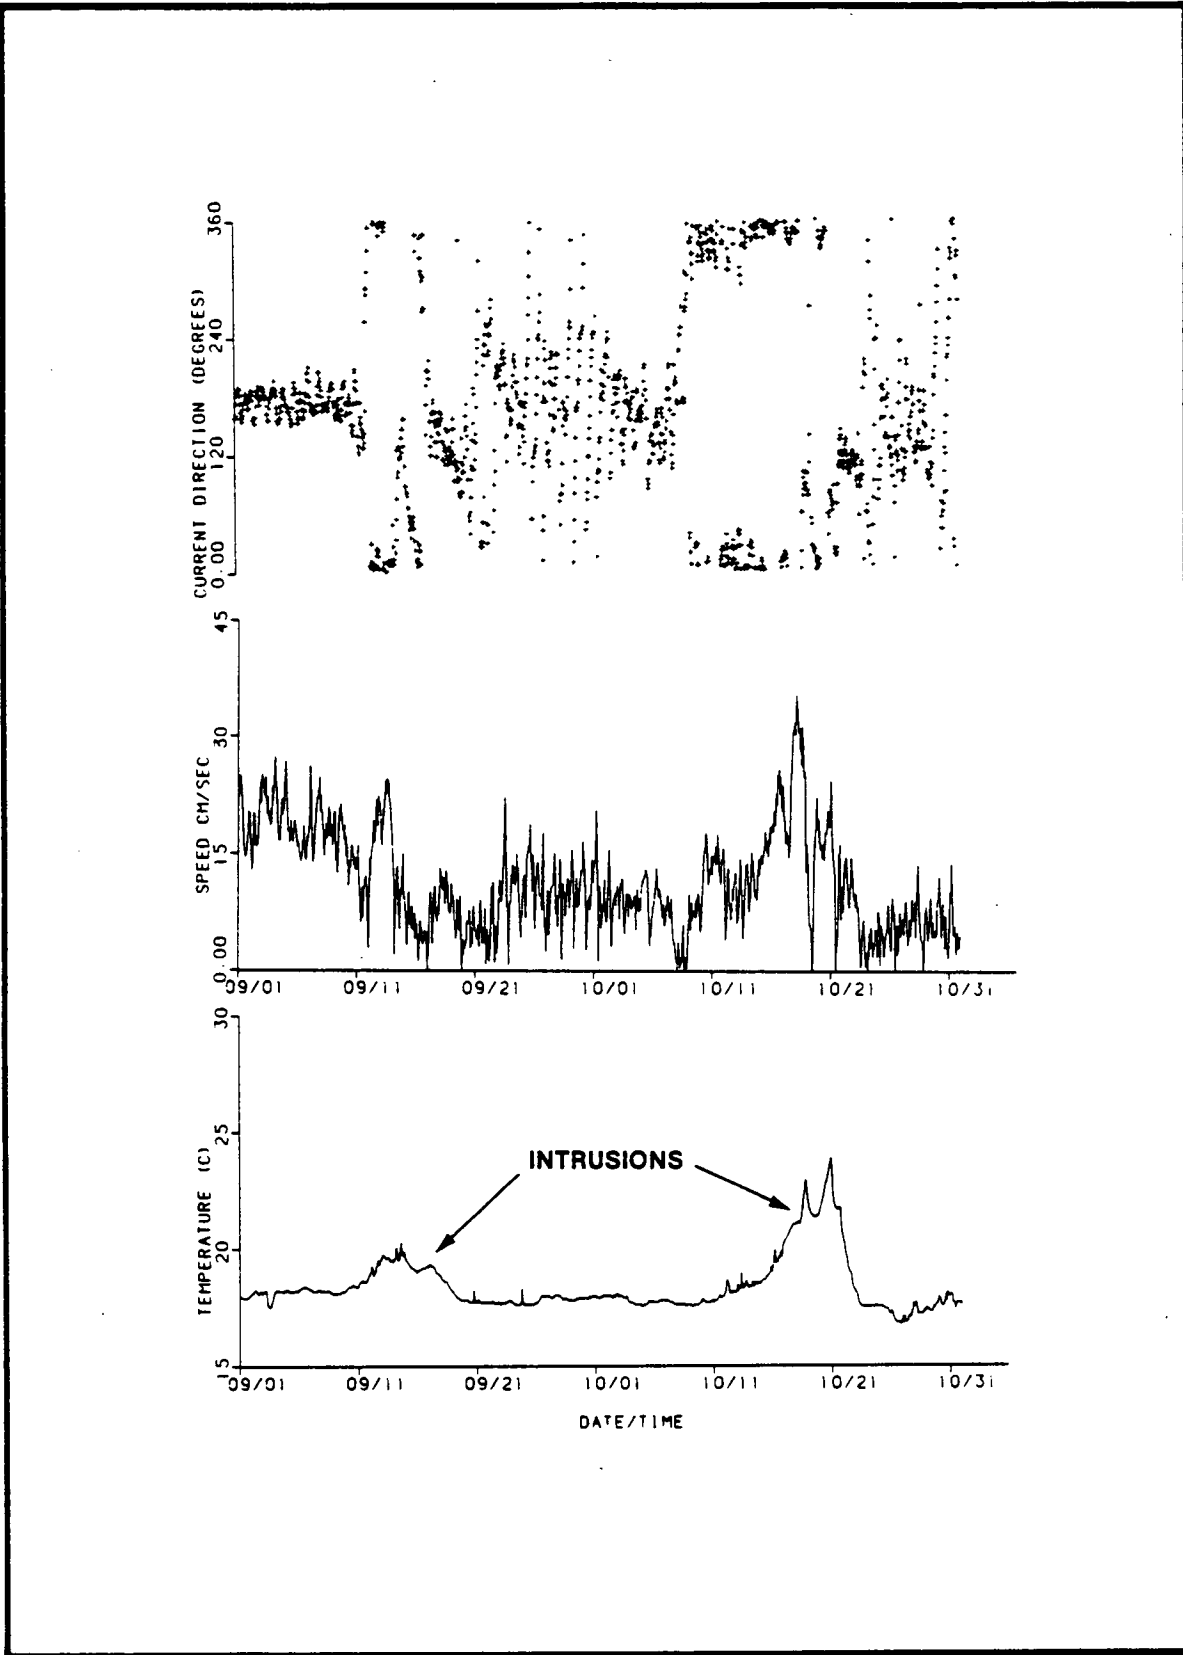 360
240
120
0.00
CURRENT DIRECTION (DEGREES)
45
30
15
0.00
SPEED CM/SEC
09/01 09/11 09/21 10/01 10/11 10/21 10/31
30
25
20
15
TEMPERATURE (C)
INTRUSIONS
09/01 09/11 09/21 10/01 10/11 10/21 10/31
DATE/TIME